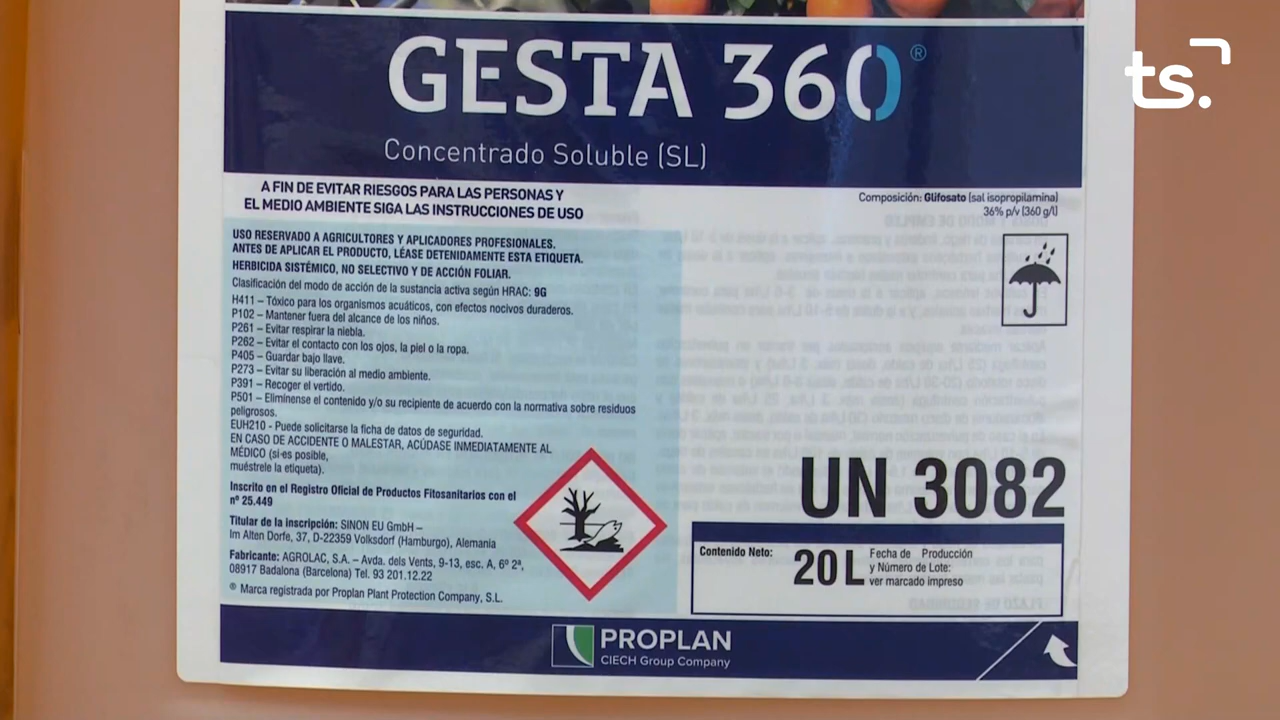 GESTA 360®
ts.
Concentrado Soluble (SL)
A FIN DE EVITAR RIESGOS PARA LAS PERSONAS Y
EL MEDIO AMBIENTE SIGA LAS INSTRUCCIONES DE USO
Composición: Glifosato (sal isopropilamina)
36% p/v (360 g/l)
USO RESERVADO A AGRICULTORES Y APLICADORES PROFESIONALES.
ANTES DE APLICAR EL PRODUCTO, LÉASE DETENIDAMENTE ESTA ETIQUETA.
HERBICIDA SISTÉMICO, NO SELECTIVO Y DE ACCIÓN FOLIAR.
Clasificación del modo de acción de la sustancia activa según HRAC: 9G
H411 – Tóxico para los organismos acuáticos, con efectos nocivos duraderos.
P102 – Mantener fuera del alcance de los niños.
P261 – Evitar respirar la niebla.
P262 – Evitar el contacto con los ojos, la piel o la ropa.
P405 – Guardar bajo llave.
P273 – Evitar su liberación al medio ambiente.
P391 – Recoger el vertido.
P501 – Elimínense el contenido y/o su recipiente de acuerdo con la normativa sobre residuos
peligrosos.
EUH210 - Puede solicitarse la ficha de datos de seguridad.
EN CASO DE ACCIDENTE O MALESTAR, ACÚDASE INMEDIATAMENTE AL
MÉDICO (si es posible,
muéstrele la etiqueta).
Inscrito en el Registro Oficial de Productos Fitosanitarios con el
nº 25.449
Titular de la inscripción: SINON EU GmbH –
Im Alten Dorfe, 37, D-22359 Volksdorf (Hamburgo), Alemania
Fabricante: AGROLAC, S.A. – Avda. dels Vents, 9-13, esc. A, 6º 2ª,
08917 Badalona (Barcelona) Tel. 93 201.12.22
® Marca registrada por Proplan Plant Protection Company, S.L.
UN 3082
Contenido Neto: 20 L
Fecha de Producción
y Número de Lote:
ver marcado impreso
PROPLAN
CIECH Group Company